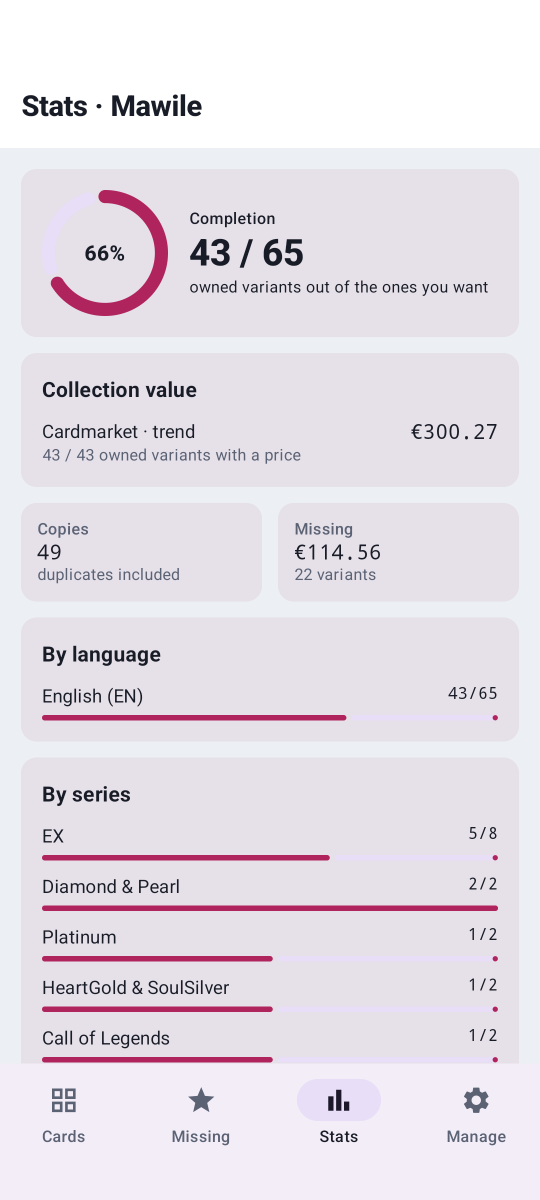 Stats · Mawile
66%
Completion
43 / 65
owned variants out of the ones you want
Collection value
Cardmarket · trend
€300.27
43 / 43 owned variants with a price
Copies
49
duplicates included
Missing
€114.56
22 variants
By language
English (EN)
43/65
By series
EX
5/8
Diamond & Pearl
2/2
Platinum
1/2
HeartGold & SoulSilver
1/2
Call of Legends
1/2
Cards
Missing
Stats
Manage